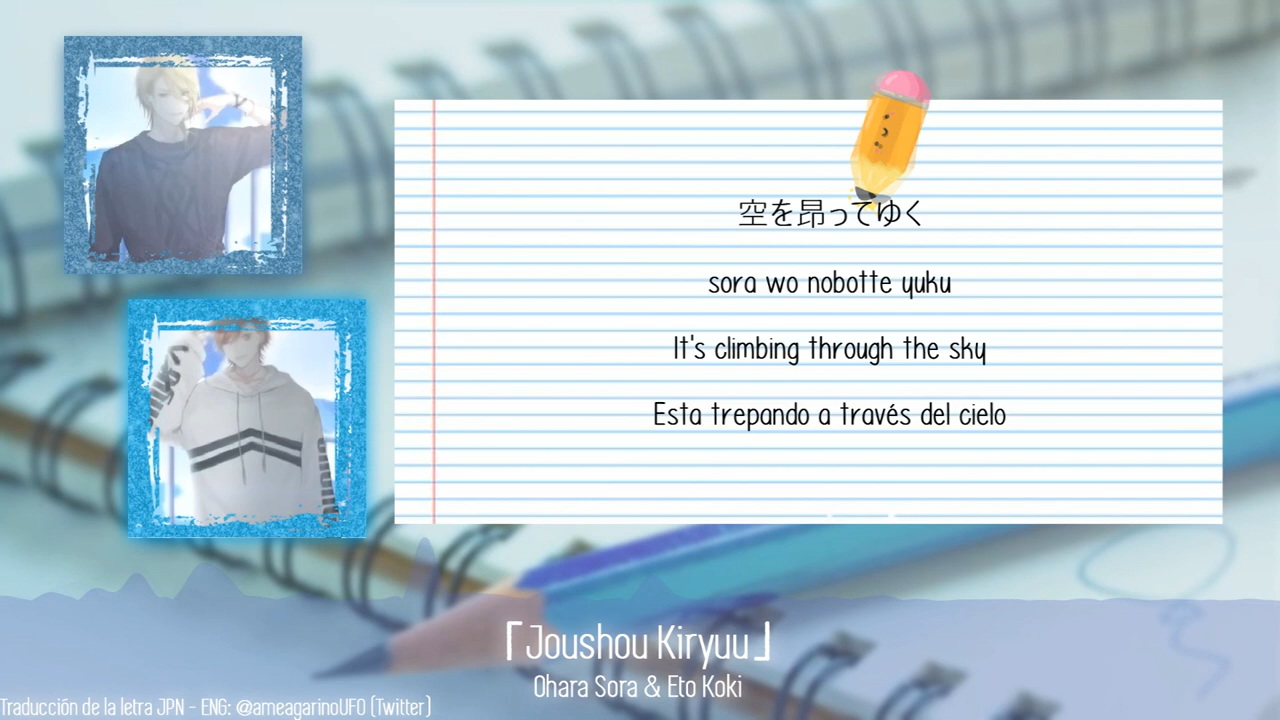 空を昴ってゆく
sora wo nobotte yuku
It's climbing through the sky
Esta trepando a través del cielo
「Joushou Kiryuu」
Ohara Sora & Eto Koki
Traducción de la letra JPN - ENG: @ameagarinoUFO (Twitter)